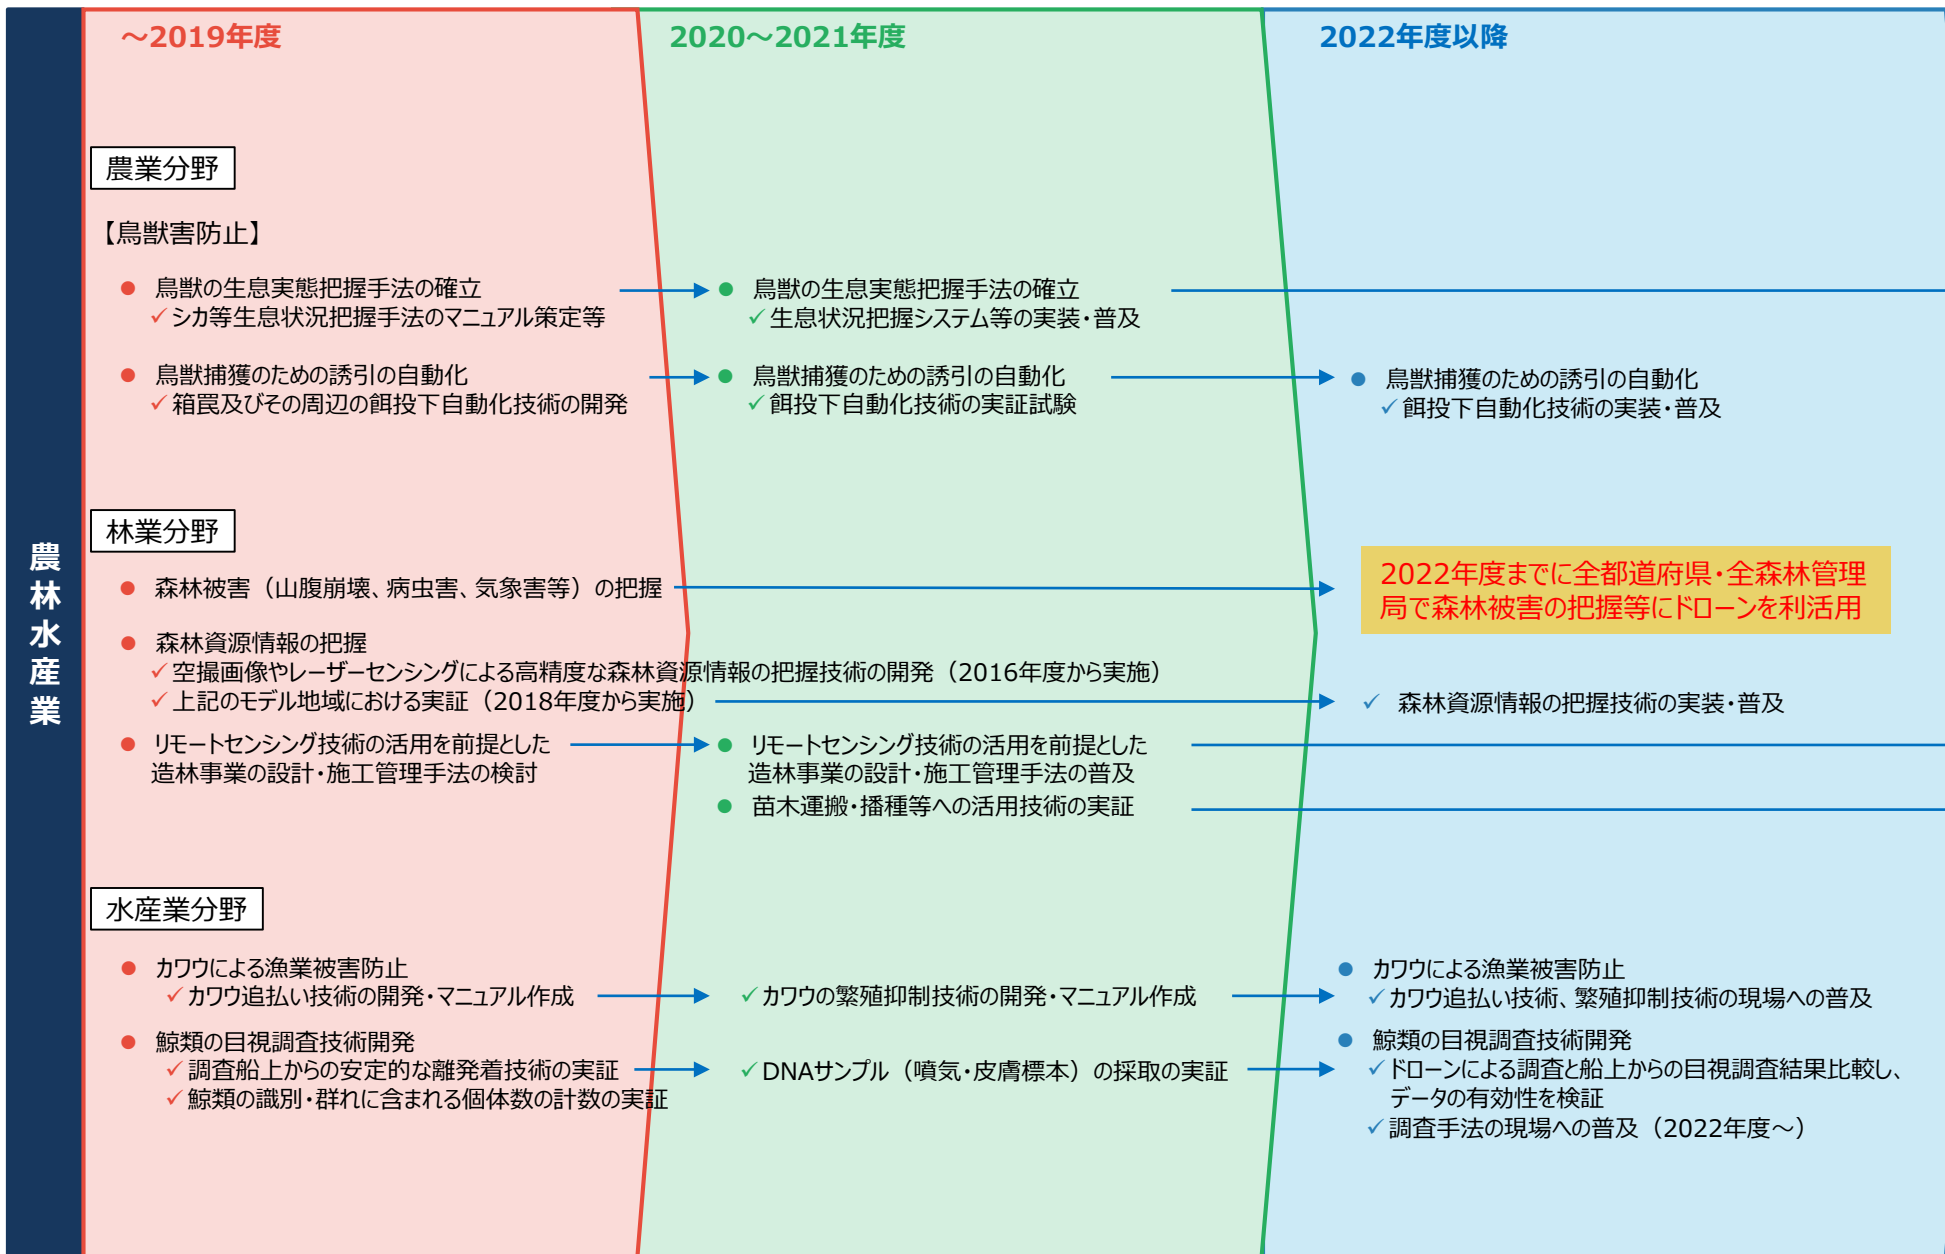 ～2019年度
2020～2021年度
2022年度以降
農林水産業
農業分野
【鳥獣害防止】
● 鳥獣の生息実態把握手法の確立
✓シカ等生息状況把握手法のマニュアル策定等
● 鳥獣の生息実態把握手法の確立
✓生息状況把握システム等の実装・普及
● 鳥獣捕獲のための誘引の自動化
✓箱罠及びその周辺の餌投下自動化技術の開発
● 鳥獣捕獲のための誘引の自動化
✓餌投下自動化技術の実証試験
● 鳥獣捕獲のための誘引の自動化
✓餌投下自動化技術の実装・普及
林業分野
● 森林被害（山腹崩壊、病虫害、気象害等）の把握
2022年度までに全都道府県・全森林管理
局で森林被害の把握等にドローンを利活用
● 森林資源情報の把握
✓空撮画像やレーザーセンシングによる高精度な森林資源情報の把握技術の開発（2016年度から実施）
✓上記のモデル地域における実証（2018年度から実施）
✓ 森林資源情報の把握技術の実装・普及
● リモートセンシング技術の活用を前提とした
造林事業の設計・施工管理手法の検討
● リモートセンシング技術の活用を前提とした
造林事業の設計・施工管理手法の普及
● 苗木運搬・播種等への活用技術の実証
水産業分野
● カワウによる漁業被害防止
✓カワウ追払い技術の開発・マニュアル作成
✓カワウの繁殖抑制技術の開発・マニュアル作成
● カワウによる漁業被害防止
✓カワウ追払い技術、繁殖抑制技術の現場への普及
● 鯨類の目視調査技術開発
✓調査船上からの安定的な離発着技術の実証
✓鯨類の識別・群れに含まれる個体数の計数の実証
✓DNAサンプル（噴気・皮膚標本）の採取の実証
● 鯨類の目視調査技術開発
✓ドローンによる調査と船上からの目視調査結果比較し、
データの有効性を検証
✓調査手法の現場への普及（2022年度～）